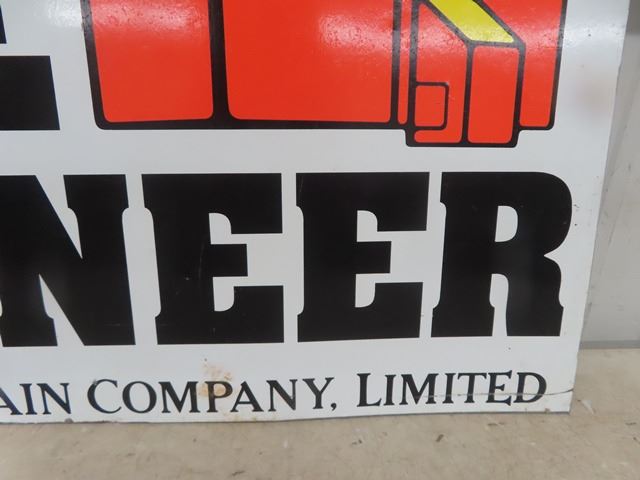 NEER
AIN COMPANY, LIMITED